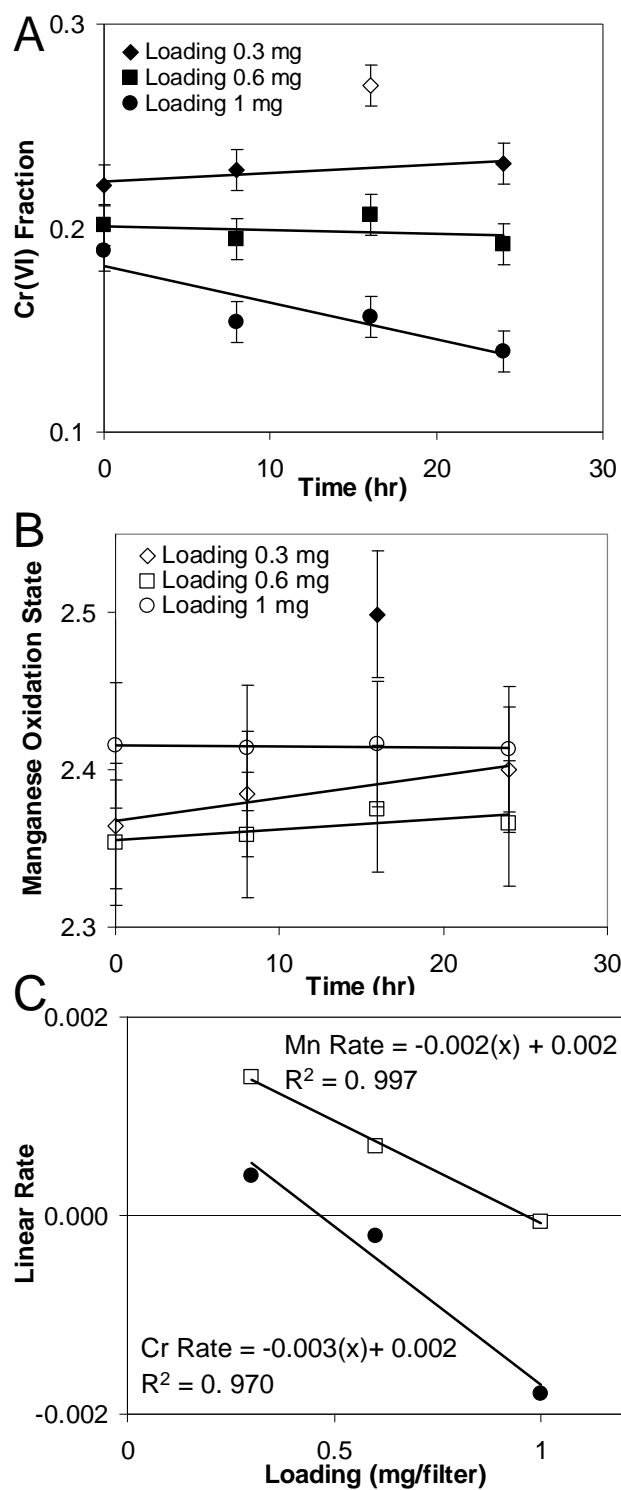 A
0.3
Loading 0.3 mg
Loading 0.6 mg
Loading 1 mg
Cr(VI) Fraction
0.2
0.1
0
10
20
30
Time (hr)
B
Loading 0.3 mg
Loading 0.6 mg
Loading 1 mg
Manganese Oxidation State
2.5
2.4
2.3
0
10
20
30
Time (hr)
C
0.002
Mn Rate = -0.002(x) + 0.002
R² = 0. 997
Linear Rate
0.000
Cr Rate = -0.003(x)+ 0.002
R² = 0. 970
-0.002
0
0.5
1
Loading (mg/filter)